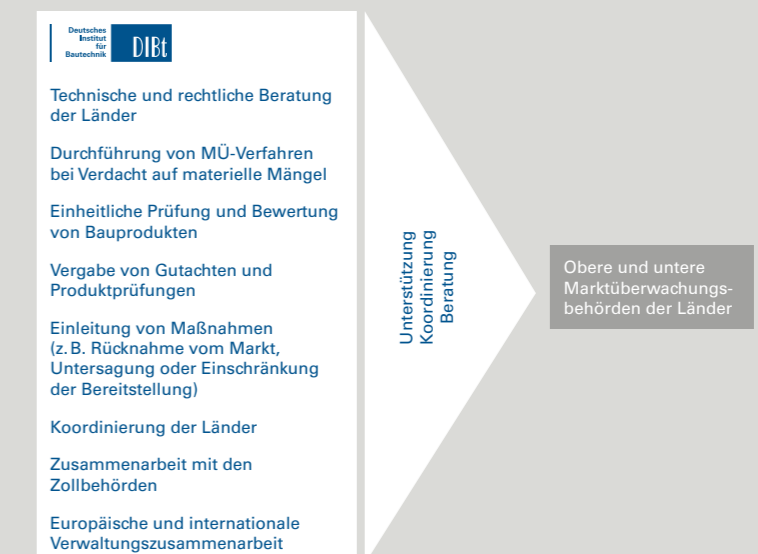 Deutsches
Institut
für
Bautechnik
DIBt
Technische und rechtliche Beratung
der Länder
Durchführung von MÜ-Verfahren
bei Verdacht auf materielle Mängel
Einheitliche Prüfung und Bewertung
von Bauprodukten
Vergabe von Gutachten und
Produktprüfungen
Einleitung von Maßnahmen
(z. B. Rücknahme vom Markt,
Untersagung oder Einschränkung
der Bereitstellung)
Koordinierung der Länder
Zusammenarbeit mit den
Zollbehörden
Europäische und internationale
Verwaltungszusammenarbeit
Unterstützung
Koordinierung
Beratung
Obere und untere
Marktüberwachungs-
behörden der Länder